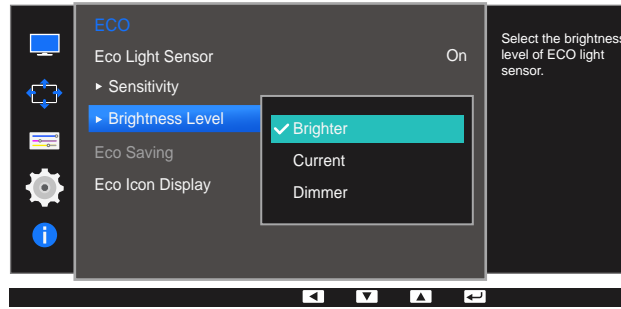 ECO
Eco Light Sensor On
Sensitivity
Brightness Level
Eco Saving
Eco Icon Display
Brighter
Current
Dimmer
Select the brightness
level of ECO light
sensor.